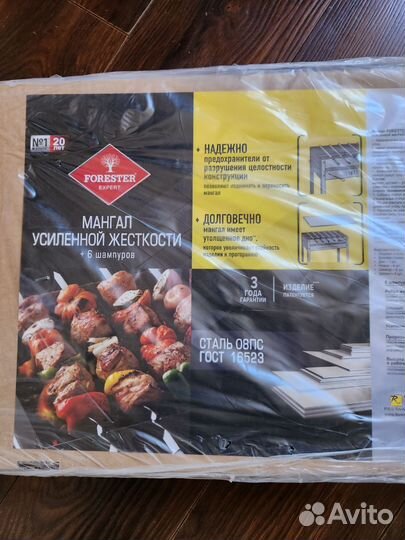 №1
20
ЛЕТ
FORESTER
EXPERT
МАНГАЛ
УСИЛЕННОЙ ЖЕСТКОСТИ
+ 6 шампуров
НАДЕЖНО
предохранители от
разрушения целостности
конструкции
позволяют поднимать и переносить
мангал
ДОЛГОВЕЧНО
мангал имеет
утолщенное дно
которое увеличивает
изделия к прогоранию
3
ГОДА
ГАРАНТИИ
ИЗДЕЛИЕ
ПАТЕНТУЕТСЯ
СТАЛЬ 08ПС
ГОСТ 16523
Avito